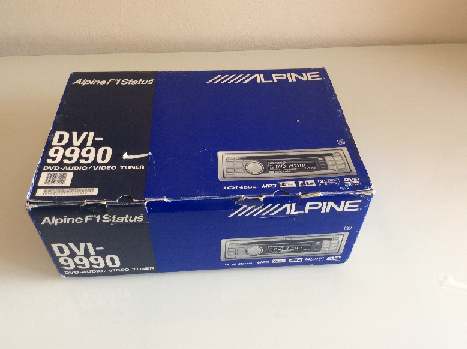 Alpine F1 Status
ALPINE
DVI-
9990
DVD-AUDIO/VIDEO TUNER
MP3
Alpine F1 Status
ALPINE
DVI-
9990
DVD-AUDIO/VIDEO TUNER